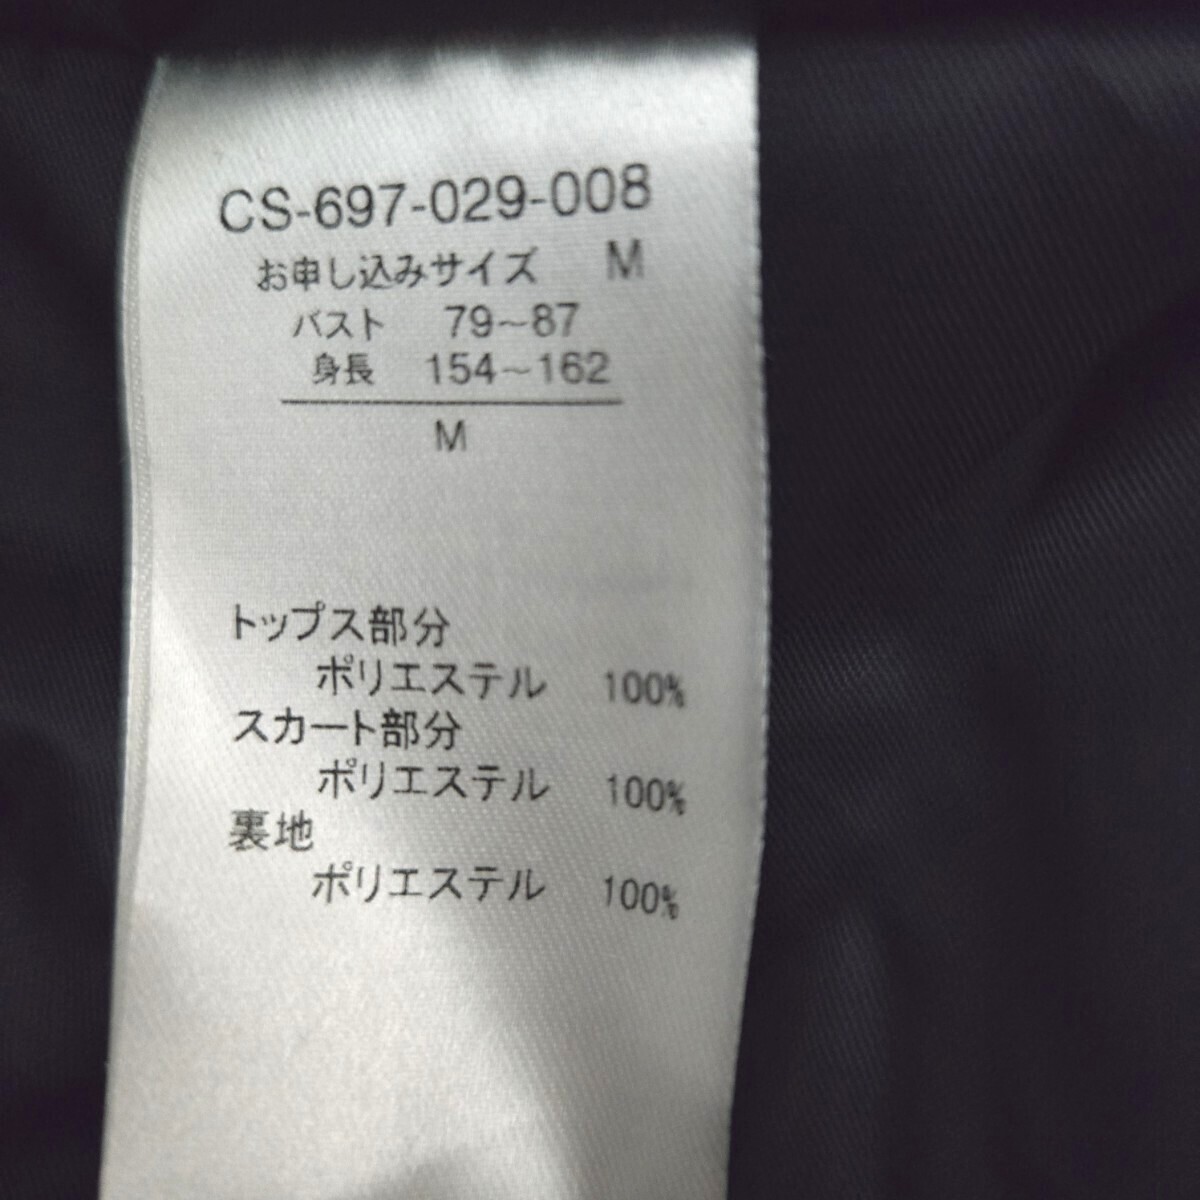 CS-697-029-008
お申し込みサイズ M
バスト 79～87
身長 154～162
M
トップス部分
ポリエステル 100%
スカート部分
ポリエステル 100%
裏地
ポリエステル 100%